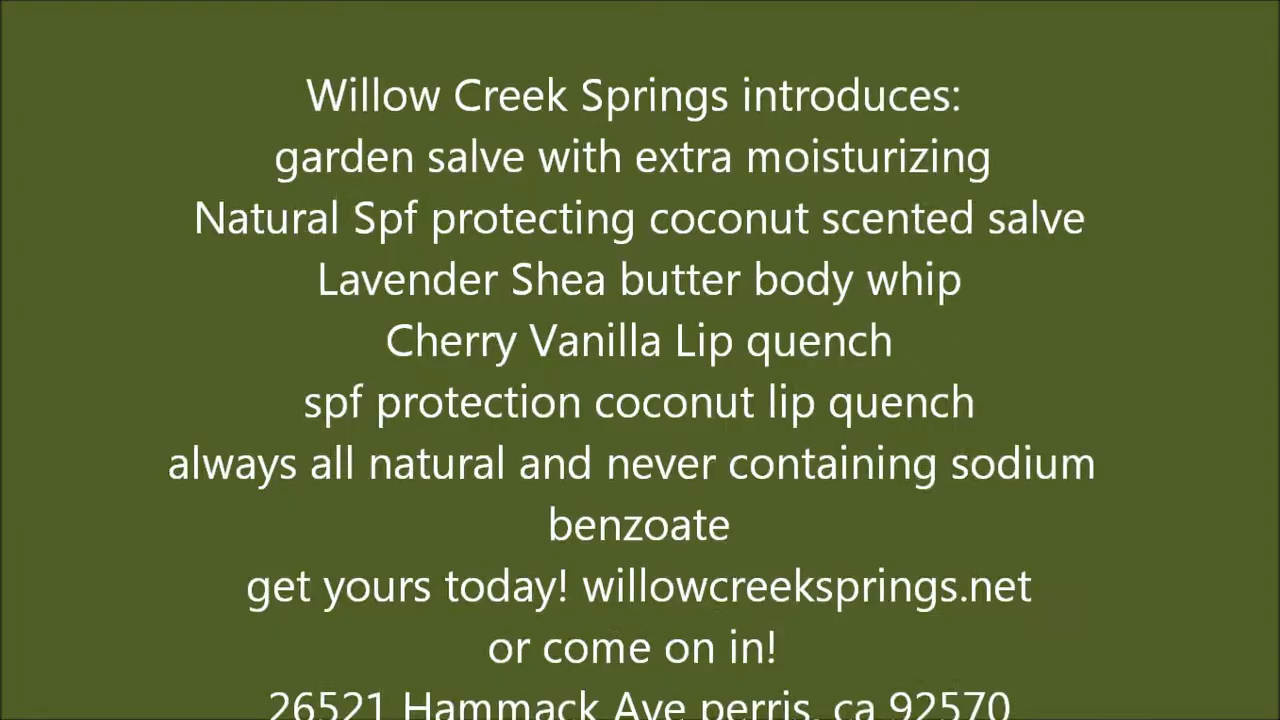 Willow Creek Springs introduces:
garden salve with extra moisturizing
Natural Spf protecting coconut scented salve
Lavender Shea butter body whip
Cherry Vanilla Lip quench
spf protection coconut lip quench
always all natural and never containing sodium
benzoate
get yours today! willowcreeksprings.net
or come on in!
26521 Hammack Ave perris, ca 92570